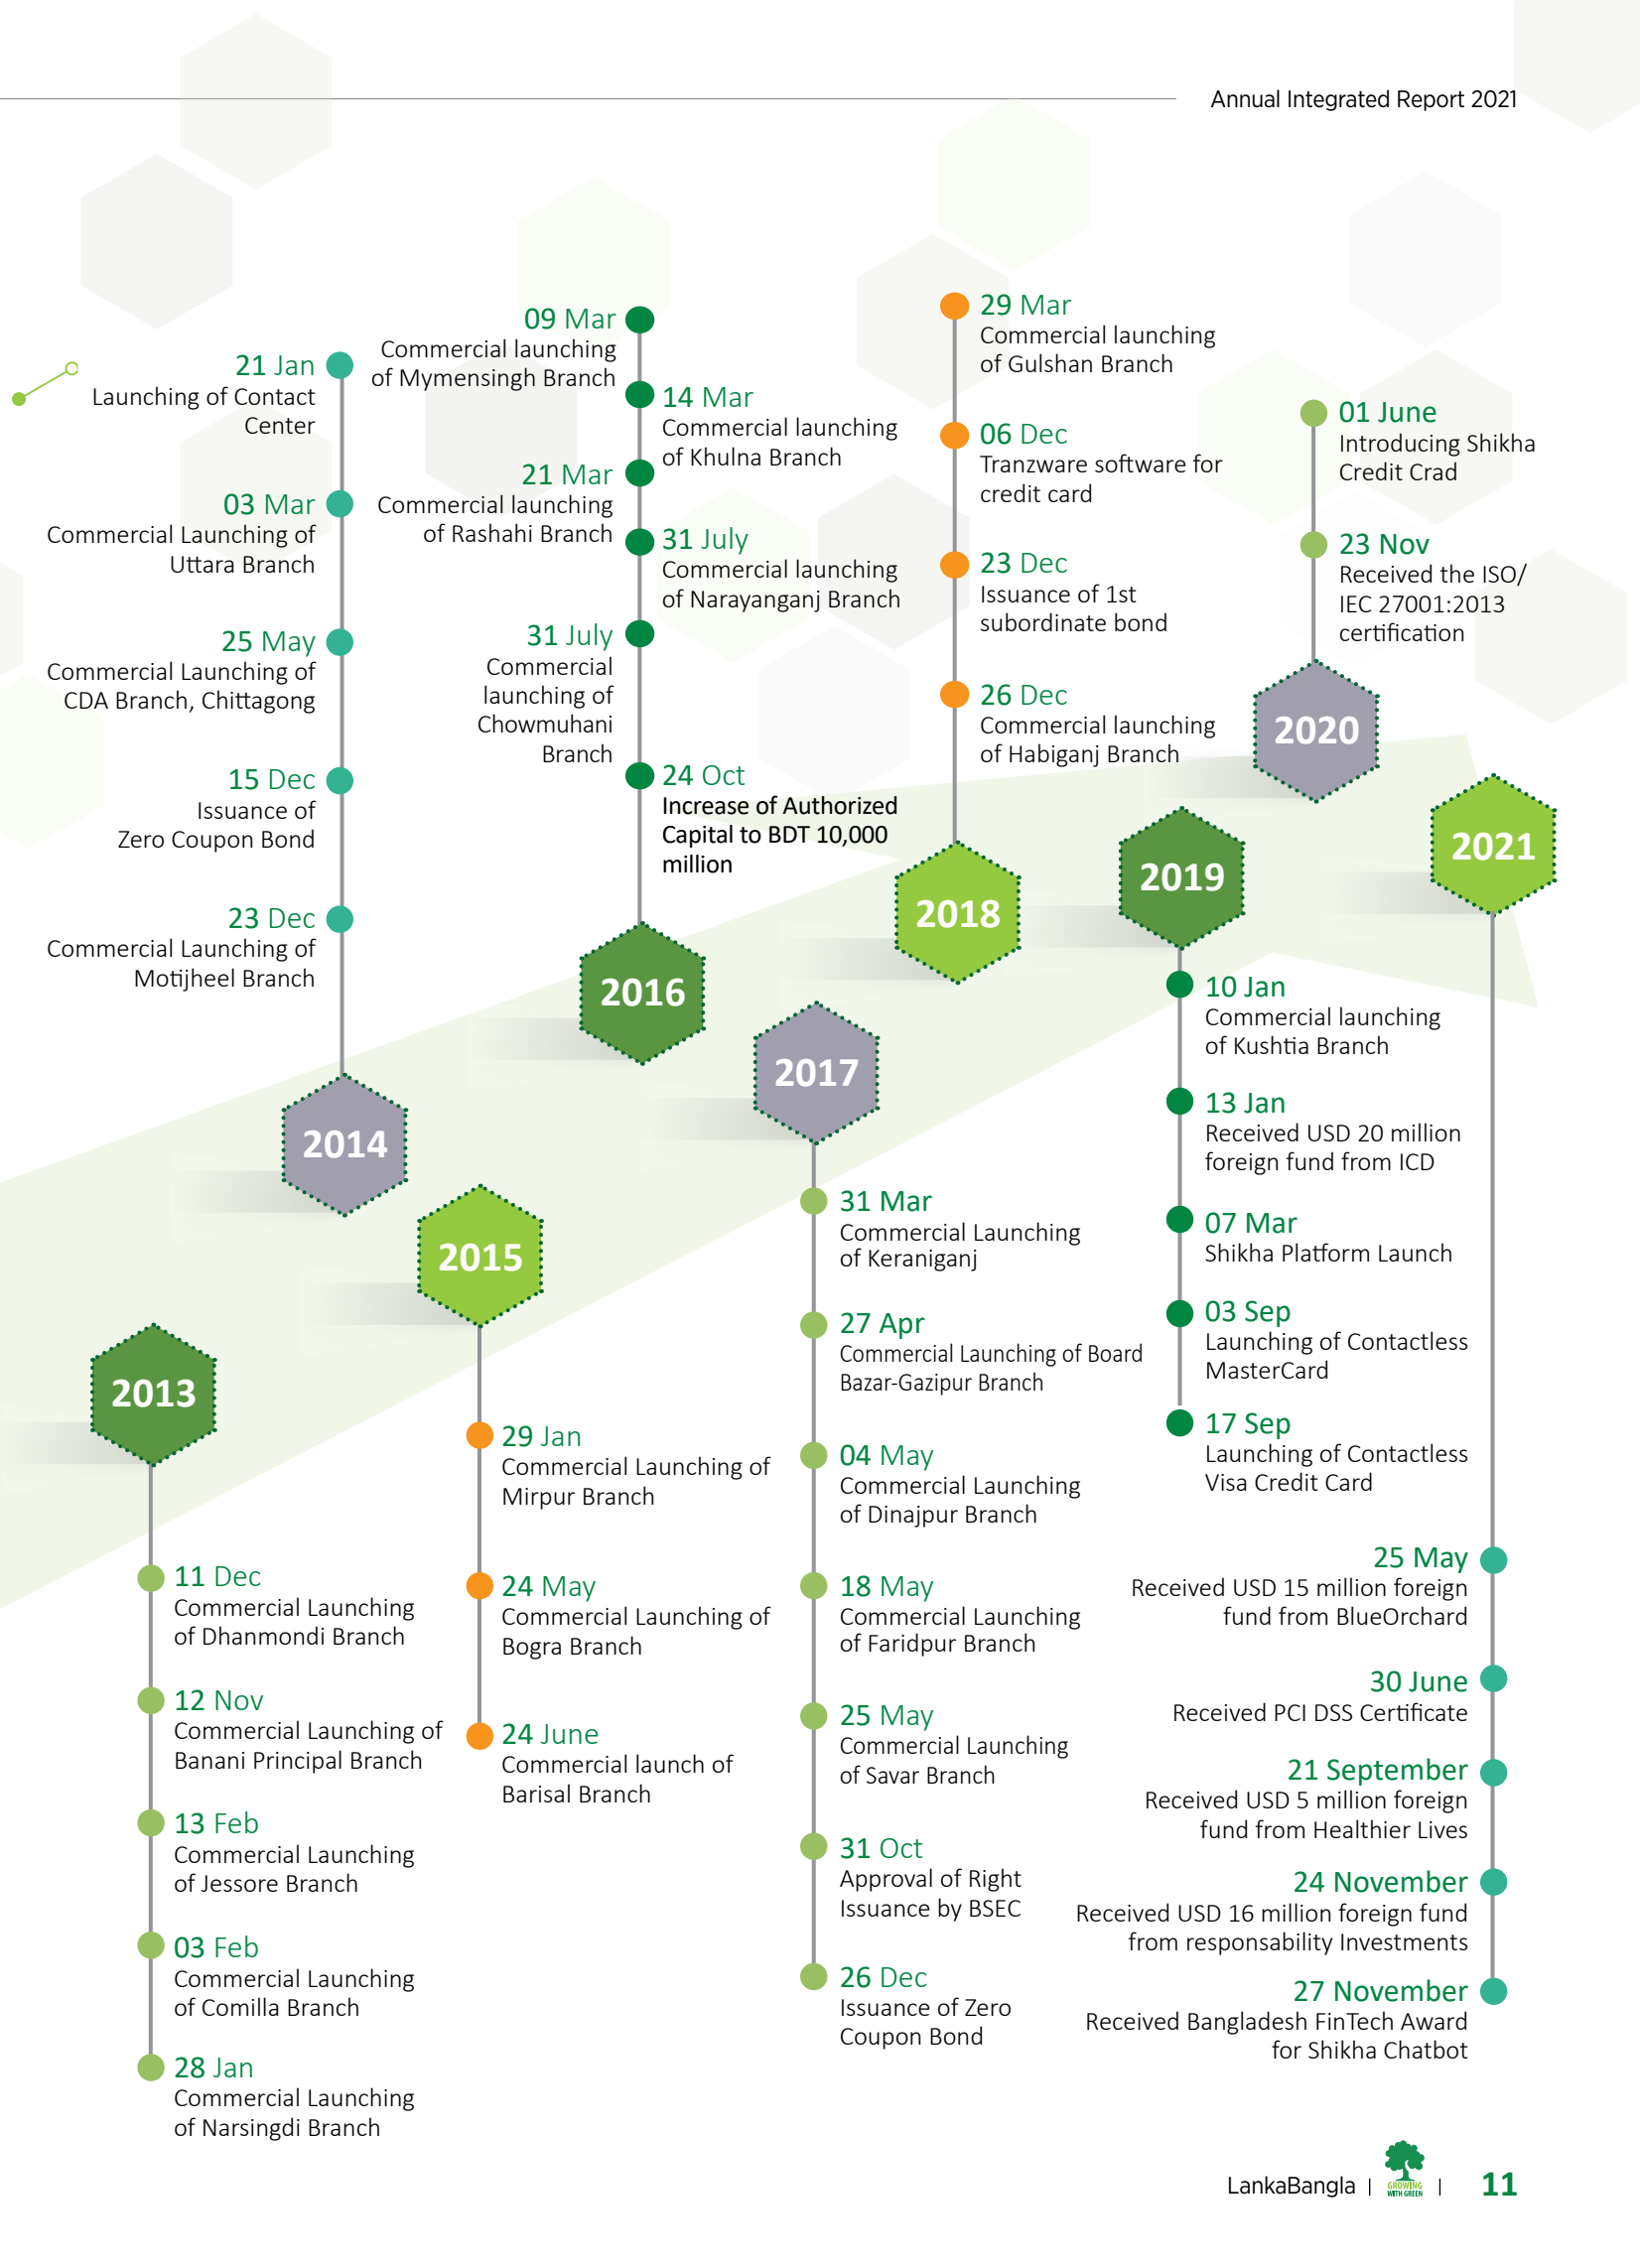 Annual Integrated Report 2021
21 Jan
Launching of Contact
Center
03 Mar
Commercial Launching of
Uttara Branch
25 May
Commercial Launching of
CDA Branch, Chittagong
15 Dec
Issuance of
Zero Coupon Bond
23 Dec
Commercial Launching of
Motijheel Branch
2014
09 Mar
Commercial launching
of Mymensingh Branch
14 Mar
Commercial launching
of Khulna Branch
21 Mar
Commercial launching
of Rashahi Branch
31 July
Commercial launching
of Narayanganj Branch
31 July
Commercial
launching of
Chowmuhani
Branch
24 Oct
Increase of Authorized
Capital to BDT 10,000
million
2016
29 Mar
Commercial launching
of Gulshan Branch
06 Dec
Tranzware software for
credit card
23 Dec
Issuance of 1st
subordinate bond
26 Dec
Commercial launching
of Habiganj Branch
2018
01 June
Introducing Shikha
Credit Crad
23 Nov
Received the ISO/
IEC 27001:2013
certification
2020
2013
11 Dec
Commercial Launching
of Dhanmondi Branch
12 Nov
Commercial Launching of
Banani Principal Branch
13 Feb
Commercial Launching
of Jessore Branch
03 Feb
Commercial Launching
of Comilla Branch
28 Jan
Commercial Launching
of Narsingdi Branch
2015
29 Jan
Commercial Launching of
Mirpur Branch
24 May
Commercial Launching of
Bogra Branch
24 June
Commercial launch of
Barisal Branch
2017
31 Mar
Commercial Launching
of Keraniganj
27 Apr
Commercial Launching of Board
Bazar-Gazipur Branch
04 May
Commercial Launching
of Dinajpur Branch
18 May
Commercial Launching
of Faridpur Branch
25 May
Commercial Launching
of Savar Branch
31 Oct
Approval of Right
Issuance by BSEC
26 Dec
Issuance of Zero
Coupon Bond
2019
10 Jan
Commercial launching
of Kushtia Branch
13 Jan
Received USD 20 million
foreign fund from ICD
07 Mar
Shikha Platform Launch
03 Sep
Launching of Contactless
MasterCard
17 Sep
Launching of Contactless
Visa Credit Card
2021
25 May
Received USD 15 million foreign
fund from BlueOrchard
30 June
Received PCI DSS Certificate
21 September
Received USD 5 million foreign
fund from Healthier Lives
24 November
Received USD 16 million foreign fund
from responsability Investments
27 November
Received Bangladesh FinTech Award
for Shikha Chatbot
LankaBangla | GROWING WITH GREEN | 11